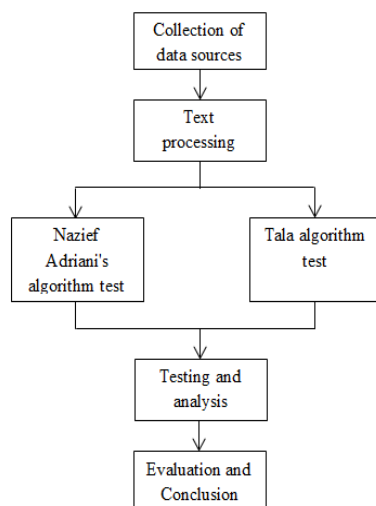 Collection of
data sources
Text
processing
Nazief
Adriani's
algorithm test
Tala algorithm
test
Testing and
analysis
Evaluation and
Conclusion